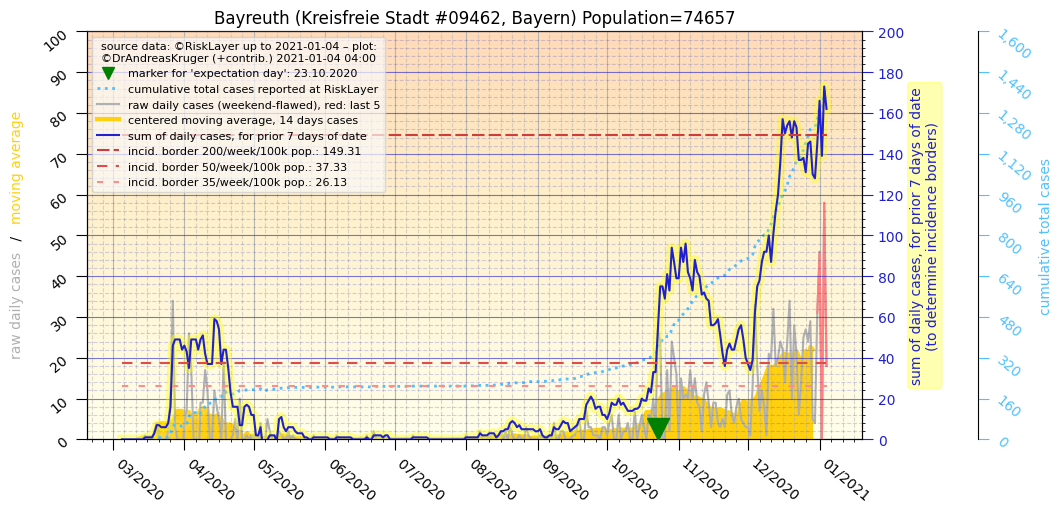 Bayreuth (Kreisfreie Stadt #09462, Bayern) Population=74657
source data: ©RiskLayer up to 2021-01-04 – plot:
©DrAndreasKruger (+contrib.) 2021-01-04 04:00
marker for 'expectation day': 23.10.2020
cumulative total cases reported at RiskLayer
raw daily cases (weekend-flawed), red: last 5
centered moving average, 14 days cases
sum of daily cases, for prior 7 days of date
incid. border 200/week/100k pop.: 149.31
incid. border 50/week/100k pop.: 37.33
incid. border 35/week/100k pop.: 26.13
raw daily cases / moving average
100
90
80
70
60
50
40
30
20
10
0
03/2020
04/2020
05/2020
06/2020
07/2020
08/2020
09/2020
10/2020
11/2020
12/2020
01/2021
200
180
160
140
120
100
80
60
40
20
0
sum of daily cases, for prior 7 days of date
(to determine incidence borders)
1,600
1,440
1,280
1,120
960
800
640
480
320
160
0
cumulative total cases